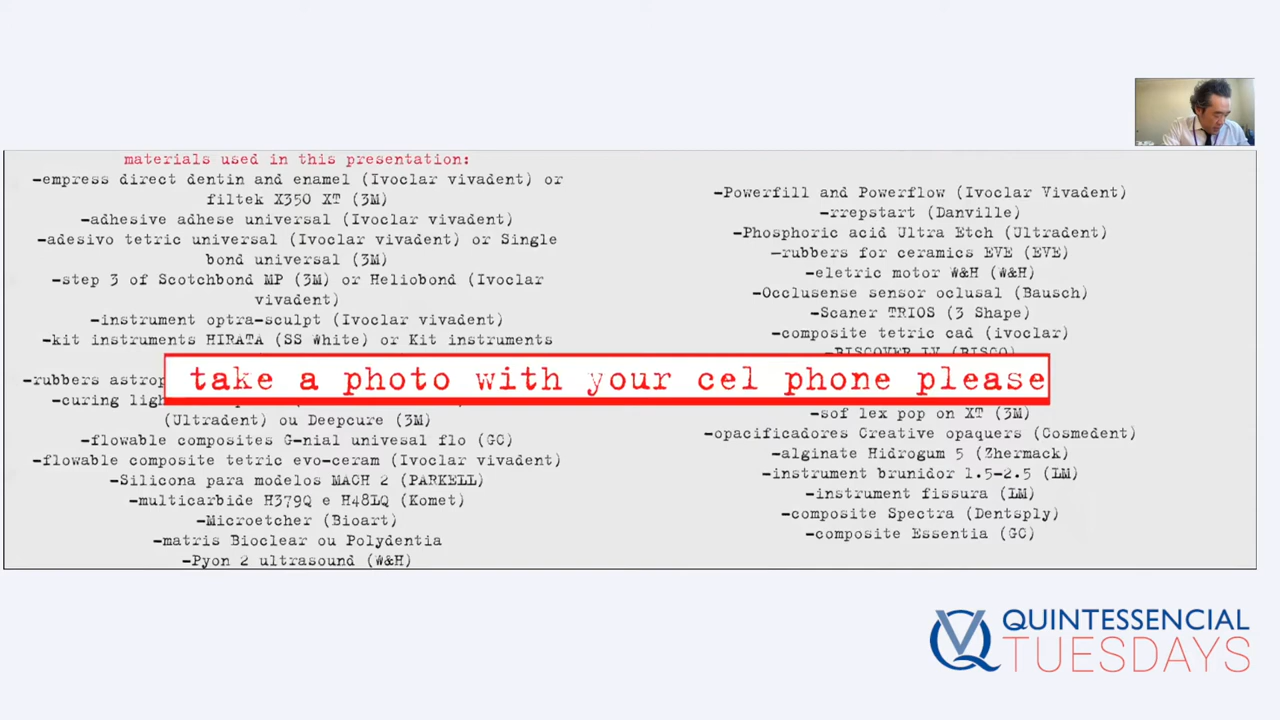 materials used in this presentation:
-empress direct dentin and enamel (Ivoclar vivadent) or
filtek X350 XT (3M)
-adhesive adhese universal (Ivoclar vivadent)
-adesivo tetric universal (Ivoclar vivadent) or Single
bond universal (3M)
-step 3 of Scotchbond MP (3M) or Heliobond (Ivoclar
vivadent)
-instrument optra-sculpt (Ivoclar vivadent)
-kit instruments HIRATA (SS White) or Kit instruments
-rubbers astrop
-curing ligh
(Ultradent) ou Deepcure (3M)
-flowable composites G-nial univesal flo (GC)
-flowable composite tetric evo-ceram (Ivoclar vivadent)
-Silicona para modelos MACH 2 (PARKELL)
-multicarbide H379Q e H48LQ (Komet)
-Microetcher (Bioart)
-matris Bioclear ou Polydentia
-Pyon 2 ultrasound (W&H)
-Powerfill and Powerflow (Ivoclar Vivadent)
-rrepstart (Danville)
-Phosphoric acid Ultra Etch (Ultradent)
-rubbers for ceramics EVE (EVE)
-eletric motor W&H (W&H)
-Occlusense sensor oclusal (Bausch)
-Scaner TRIOS (3 Shape)
-composite tetric cad (ivoclar)
-BISCOVER LV (BISCO)
take a photo with your cel phone please
-sof lex pop on XT (3M)
-opacificadores Creative opaquers (Cosmedent)
-alginate Hidrogum 5 (Zhermack)
-instrument brunidor 1.5-2.5 (LM)
-instrument fissura (LM)
-composite Spectra (Dentsply)
-composite Essentia (GC)
QUINTESSENCIAL
TUESDAYS